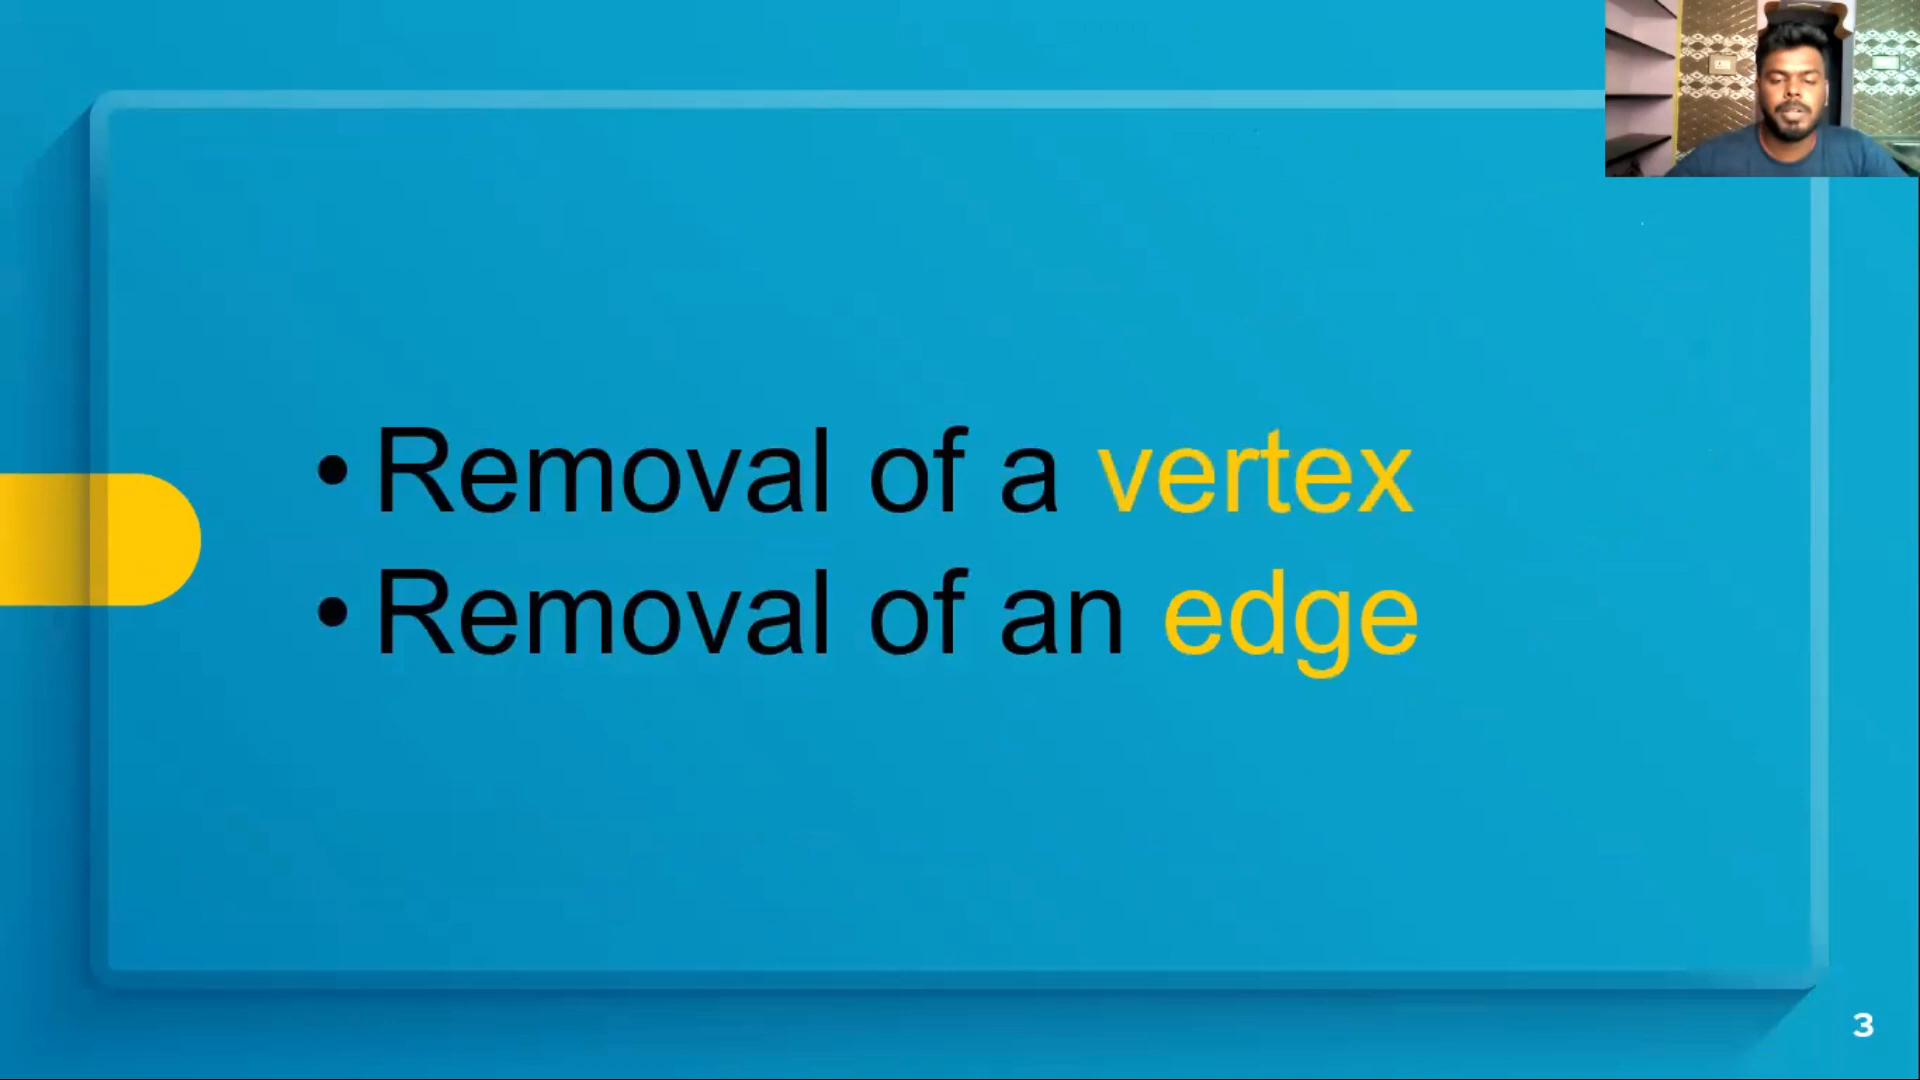 • Removal of a vertex
• Removal of an edge
3